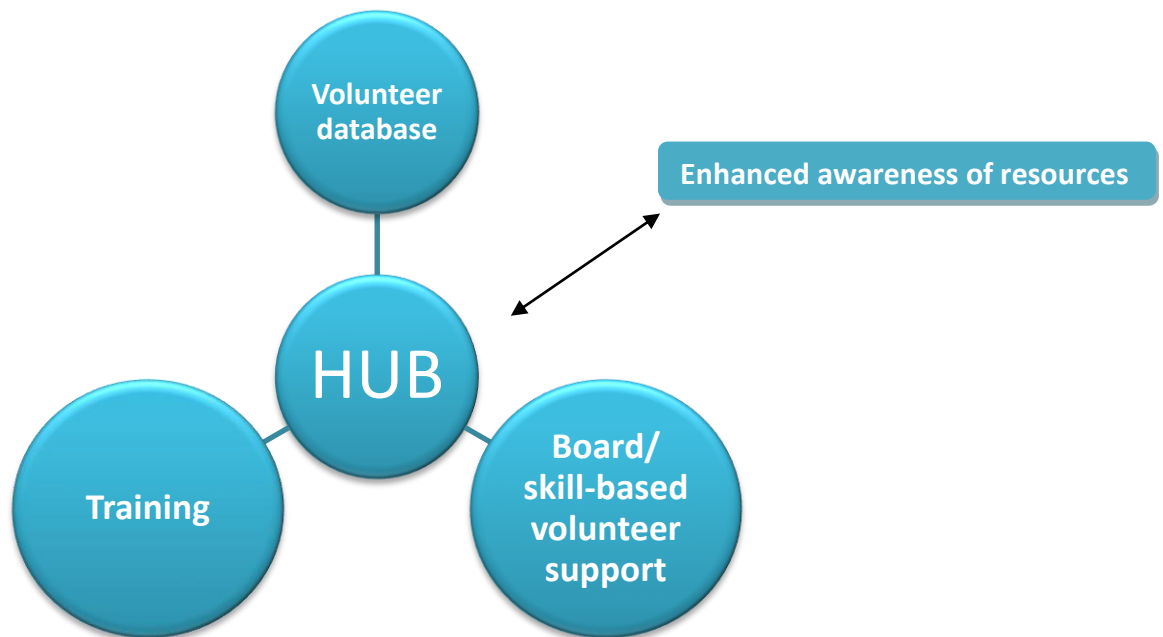 Volunteer
database
Enhanced awareness of resources
HUB
Training
Board/
skill-based
volunteer
support